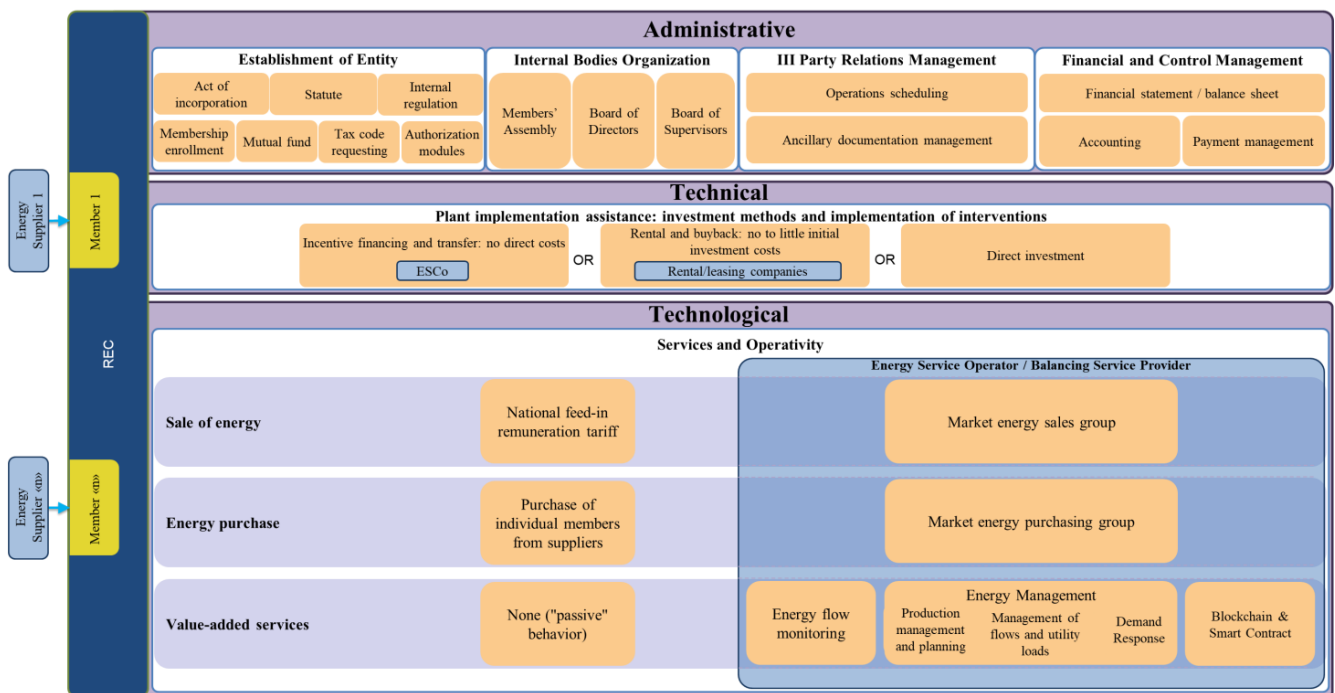 Administrative
Establishment of Entity
Act of
incorporation
Statute
Internal
regulation
Membership
enrollment
Mutual fund
Tax code
requesting
Authorization
modules
Internal Bodies Organization
Members'
Assembly
Board of
Directors
Board of
Supervisors
III Party Relations Management
Operations scheduling
Ancillary documentation management
Financial and Control Management
Financial statement / balance sheet
Accounting
Payment management
Energy
Supplier 1
Member 1
REC
Energy
Supplier «n»
Member «n»
Technical
Plant implementation assistance: investment methods and implementation of interventions
Incentive financing and transfer: no direct costs
ESCo
OR
Rental and buyback: no to little initial
investment costs
Rental/leasing companies
OR
Direct investment
Technological
Services and Operativity
Energy Service Operator / Balancing Service Provider
Sale of energy
National feed-in
remuneration tariff
Market energy sales group
Energy purchase
Purchase of
individual members
from suppliers
Market energy purchasing group
Value-added services
None ("passive"
behavior)
Energy flow
monitoring
Energy Management
Production
management
and planning
Management of
flows and utility
loads
Demand
Response
Blockchain &
Smart Contract